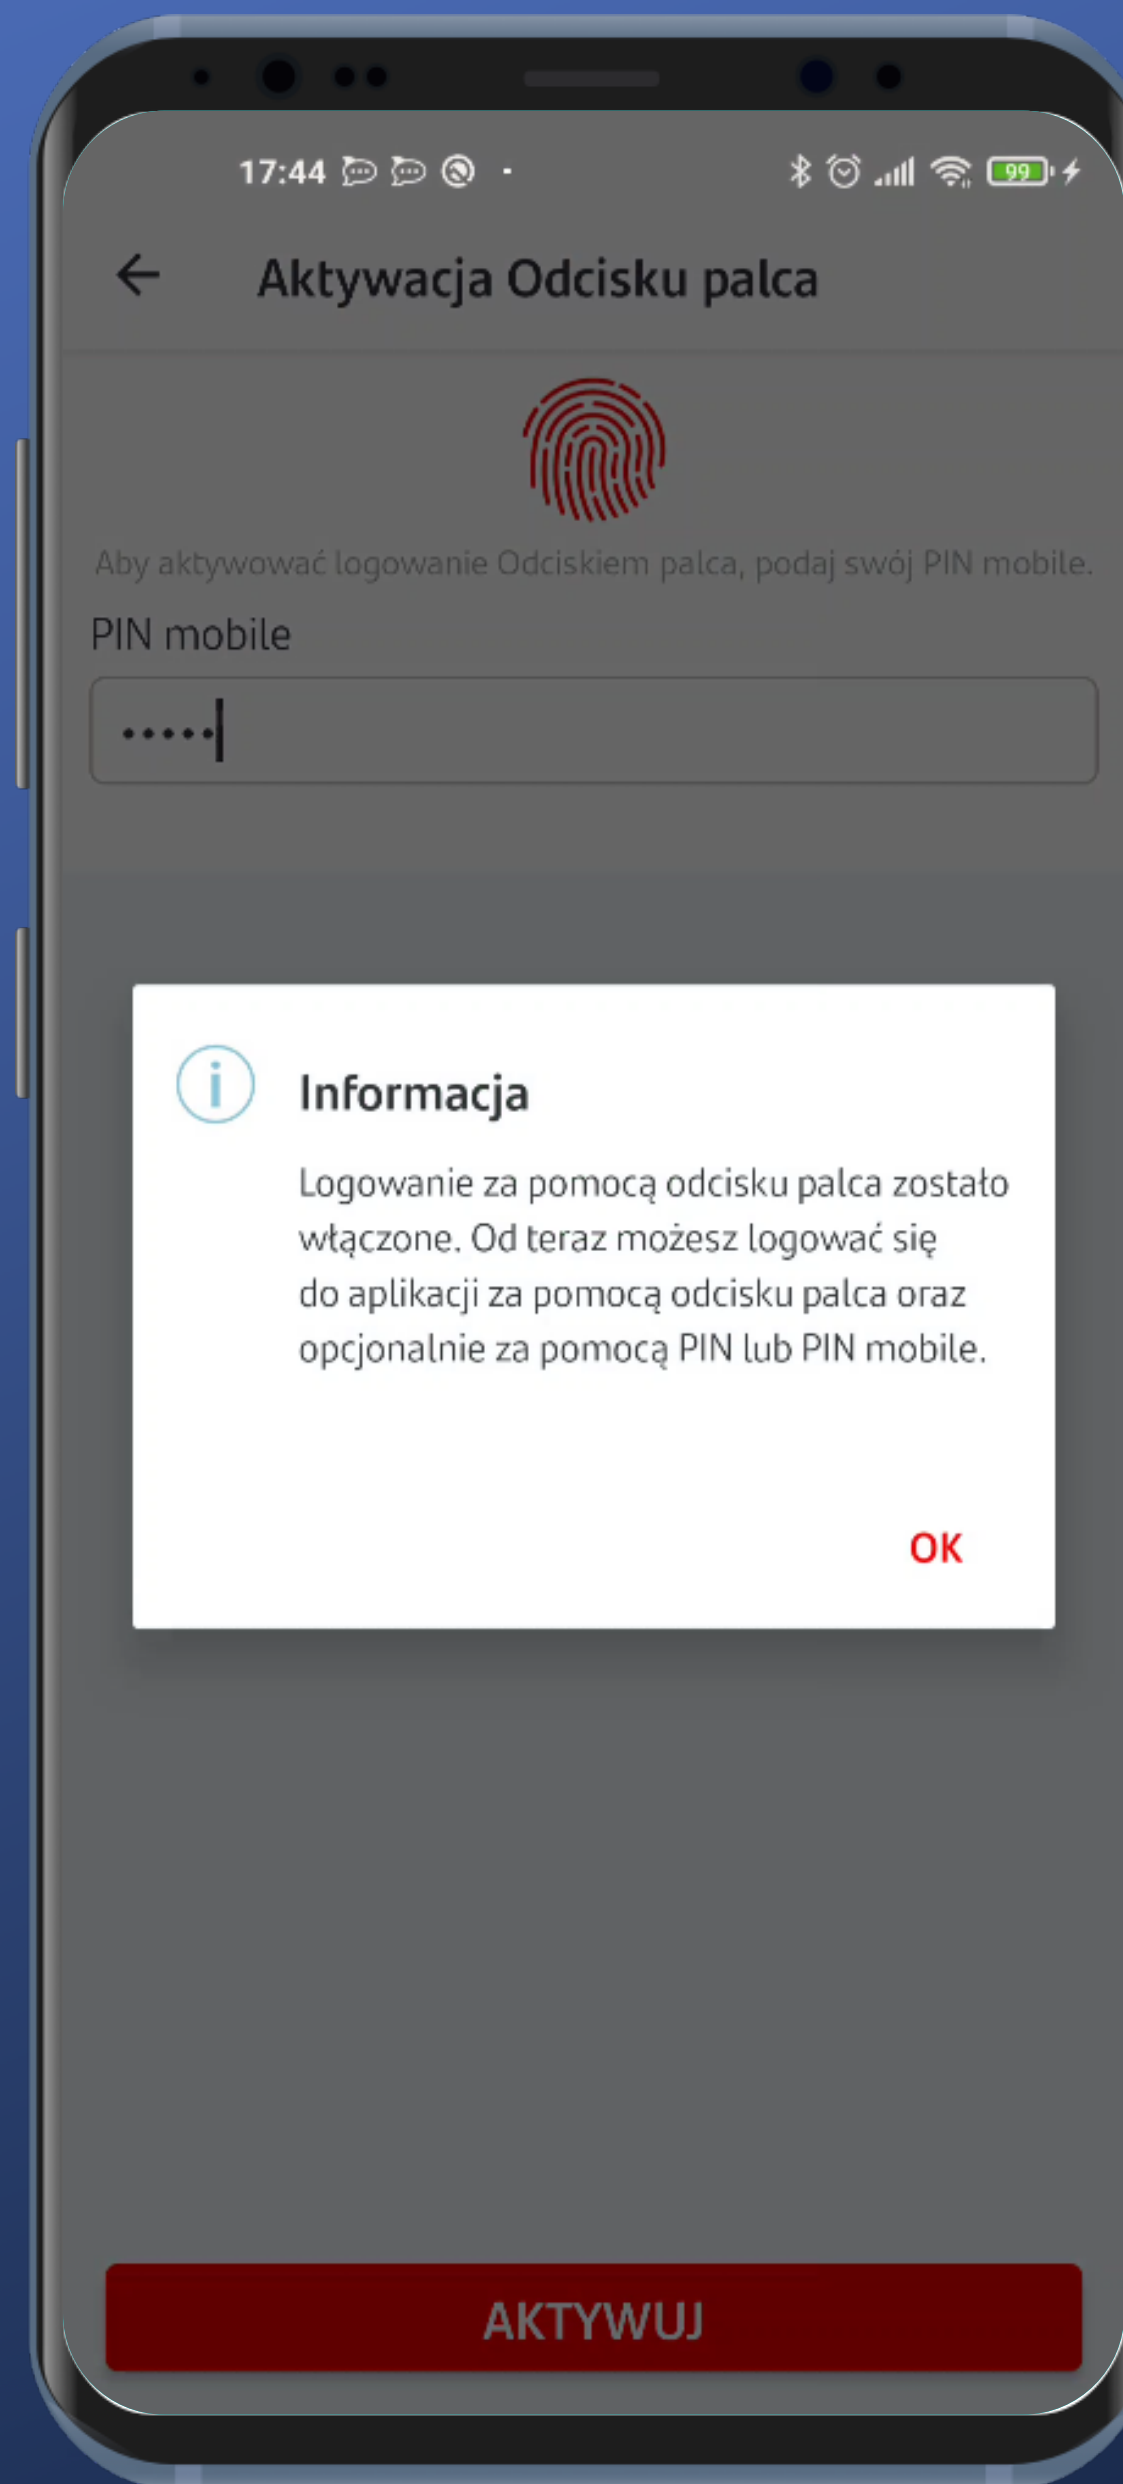 17:44
99
Aktywacja Odcisku palca
Aby aktywować logowanie Odciskiem palca, podaj swój PIN mobile.
PIN mobile
•••••
Informacja
Logowanie za pomocą odcisku palca zostało
włączone. Od teraz możesz logować się
do aplikacji za pomocą odcisku palca oraz
opcjonalnie za pomocą PIN lub PIN mobile.
OK
AKTYWUJ